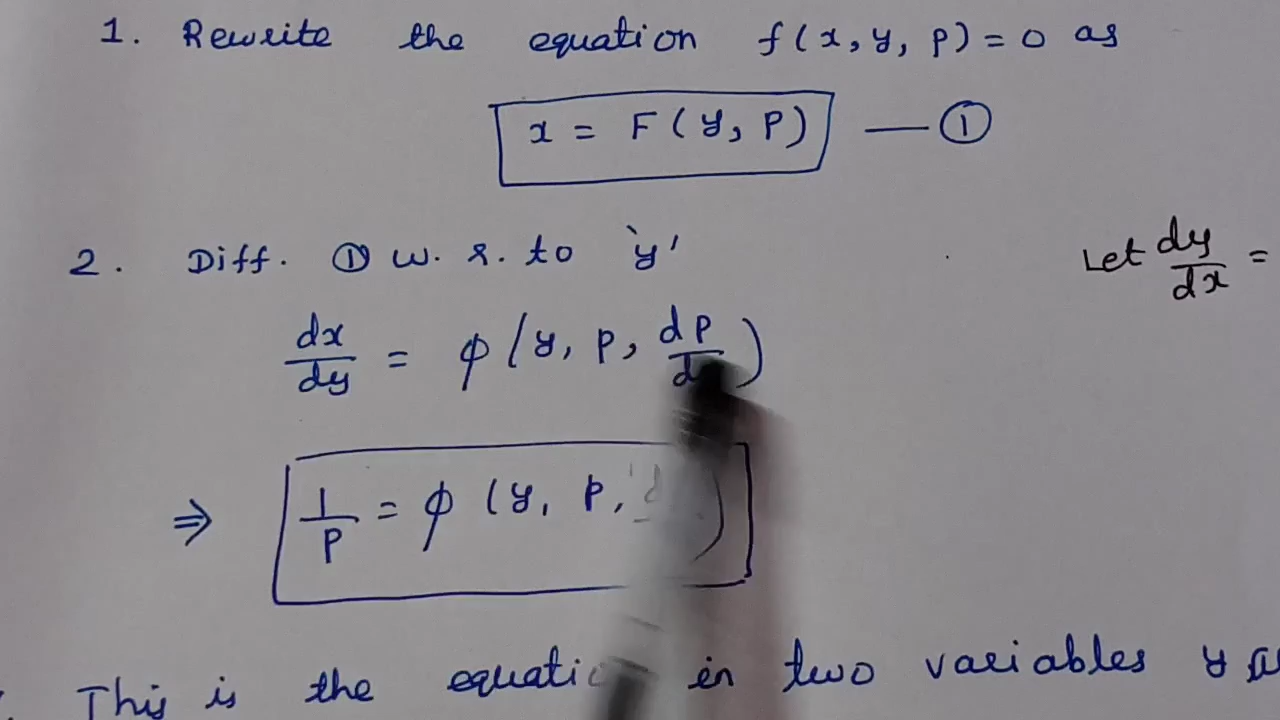 1. Rewrite the equation f(x, y, p) = 0 as
x = F(y, p) — ①
2. Diff. ① w.r. to 'y'
Let dy/dx =
dx/dy = φ(y, p, dp/d
⇒ 1/p = φ(y, p,
This is the in two variables y